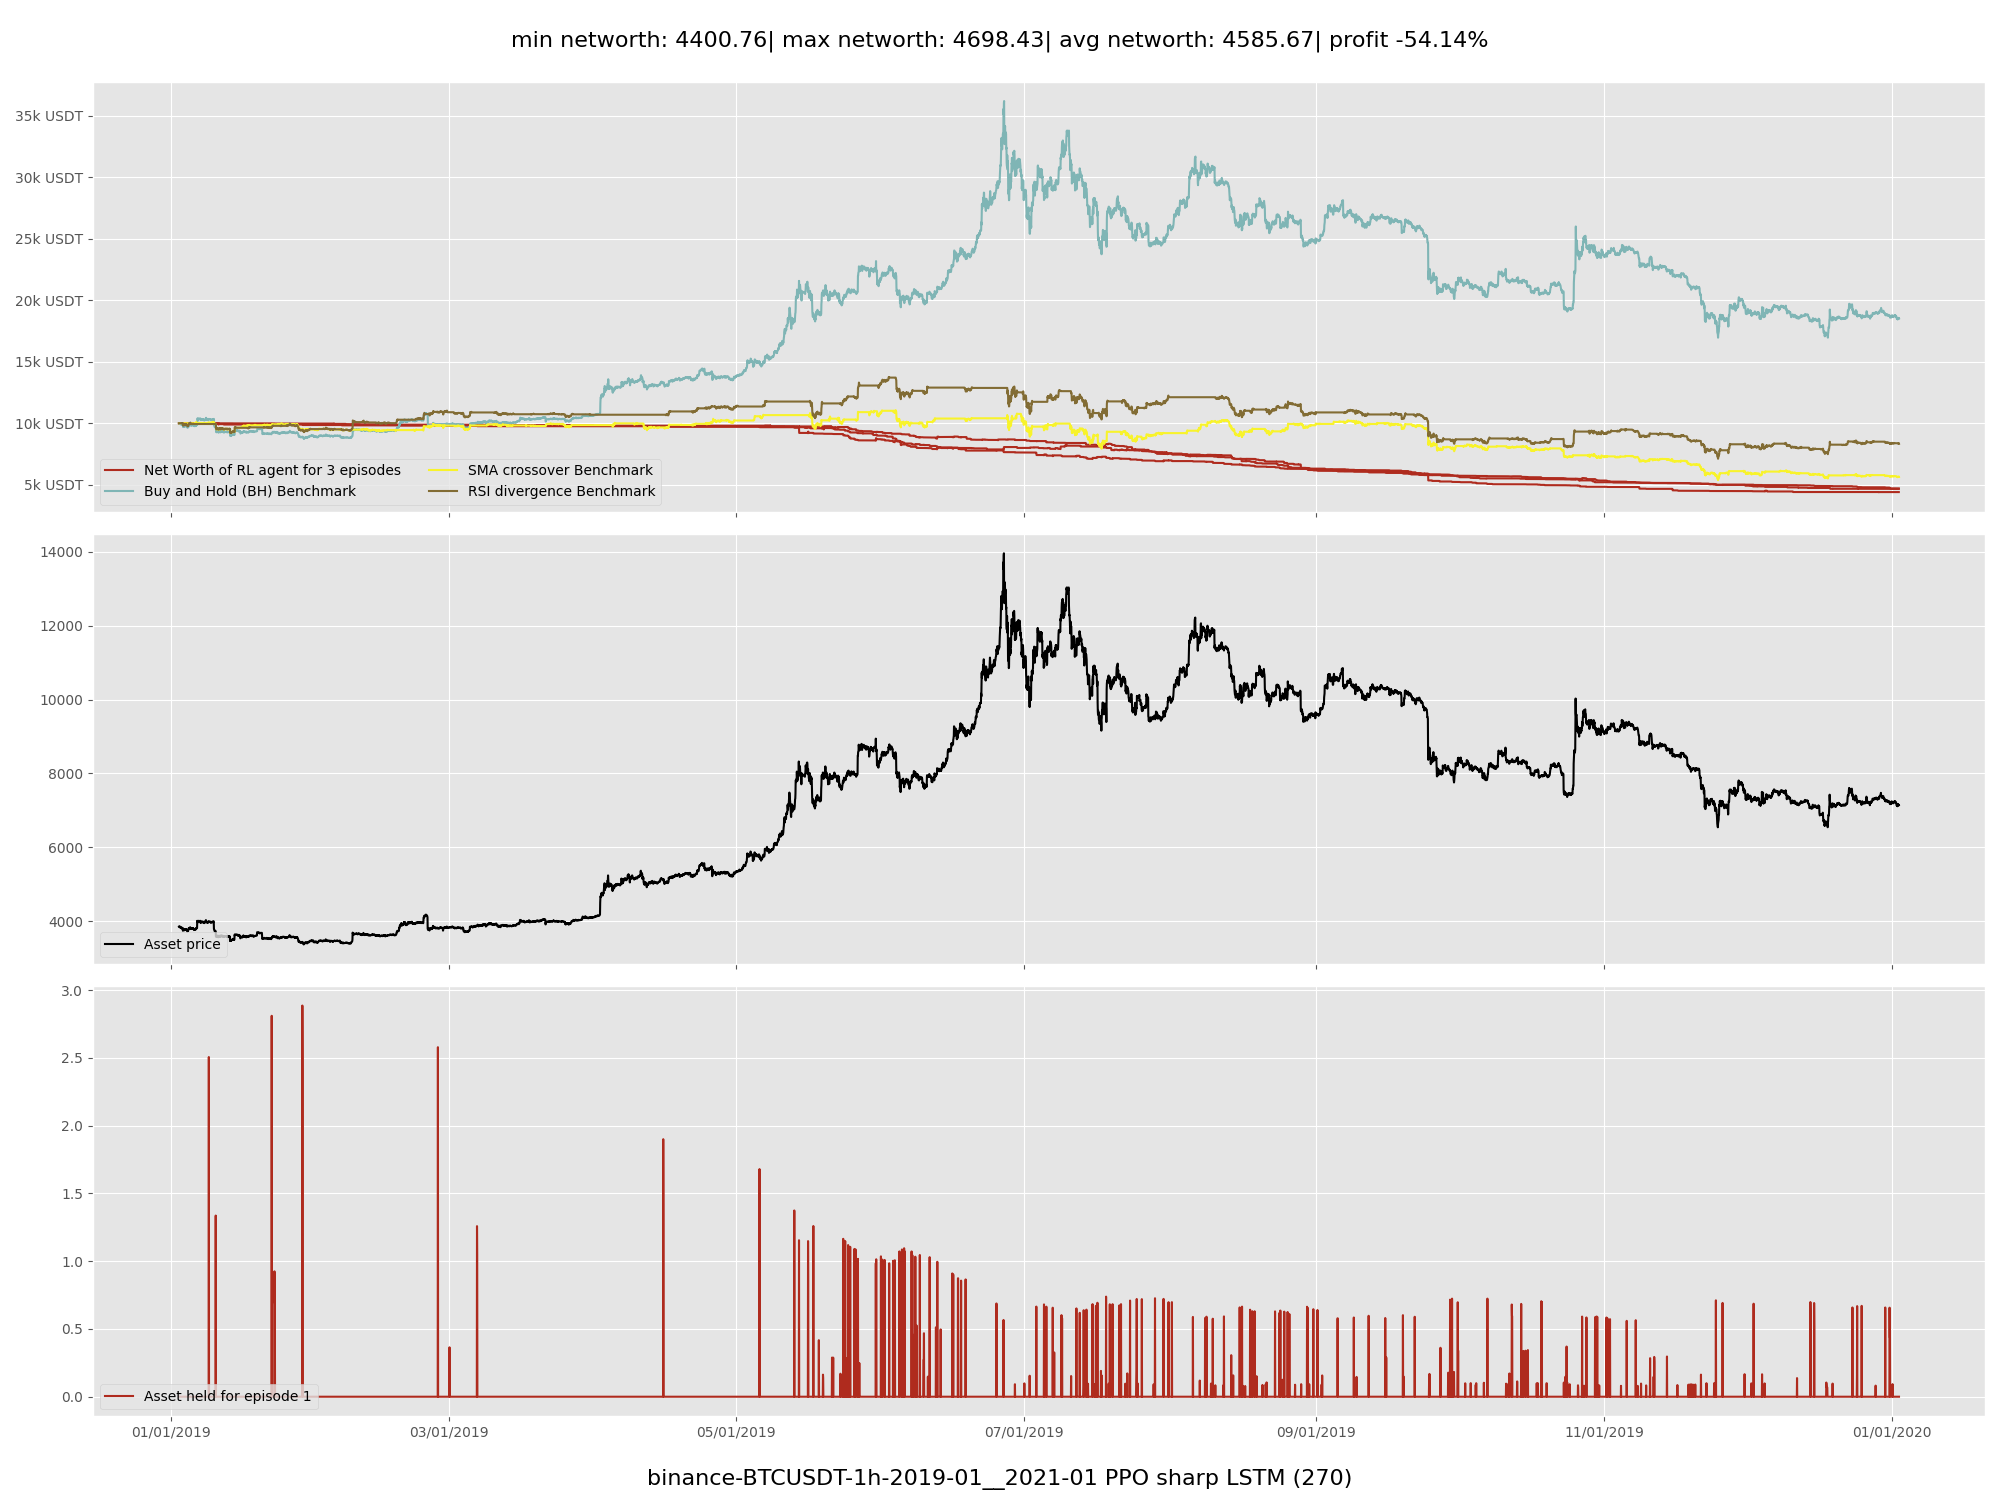 min networth: 4400.76| max networth: 4698.43| avg networth: 4585.67| profit -54.14%
35k USDT
30k USDT
25k USDT
20k USDT
15k USDT
10k USDT
5k USDT
Net Worth of RL agent for 3 episodes
Buy and Hold (BH) Benchmark
SMA crossover Benchmark
RSI divergence Benchmark
14000
12000
10000
8000
6000
4000
Asset price
3.0
2.5
2.0
1.5
1.0
0.5
0.0
Asset held for episode 1
01/01/2019 03/01/2019 05/01/2019 07/01/2019 09/01/2019 11/01/2019 01/01/2020
binance-BTCUSDT-1h-2019-01__2021-01 PPO sharp LSTM (270)